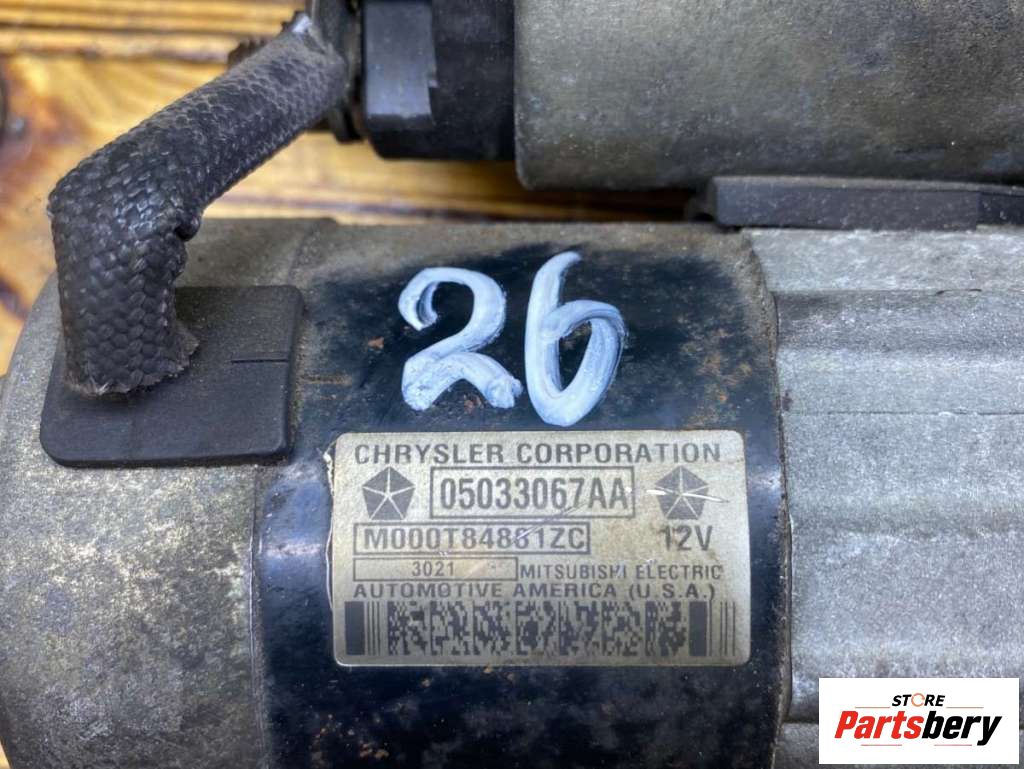 26
CHRYSLER CORPORATION
05033067AA
M000T84881ZC 12V
3021 MITSUBISHI ELECTRIC
AUTOMOTIVE AMERICA (U.S.A.)
STORE
Partsbery